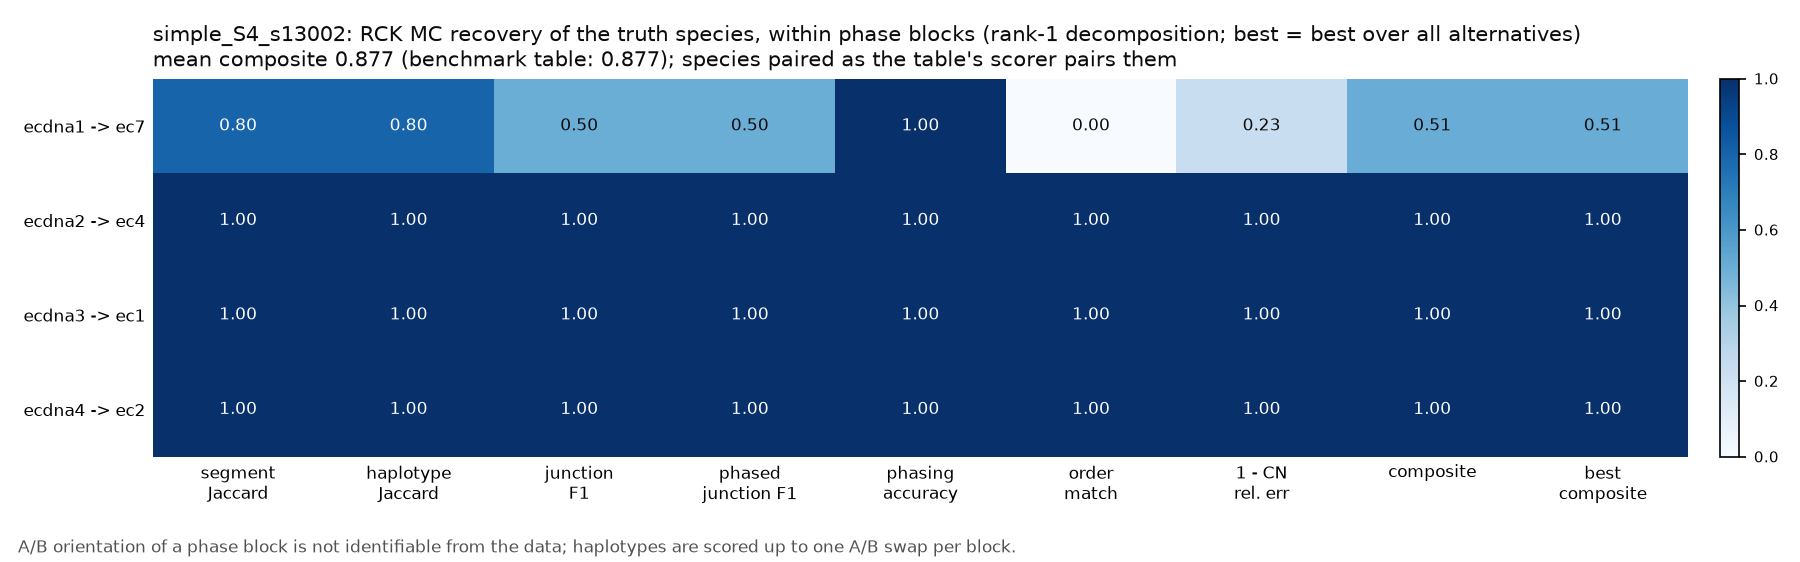 simple_S4_s13002: RCK MC recovery of the truth species, within phase blocks (rank-1 decomposition; best = best over all alternatives)
mean composite 0.877 (benchmark table: 0.877); species paired as the table's scorer pairs them
ecdna1 -> ec7 0.80 0.80 0.50 0.50 1.00 0.00 0.23 0.51 0.51
ecdna2 -> ec4 1.00 1.00 1.00 1.00 1.00 1.00 1.00 1.00 1.00
ecdna3 -> ec1 1.00 1.00 1.00 1.00 1.00 1.00 1.00 1.00 1.00
ecdna4 -> ec2 1.00 1.00 1.00 1.00 1.00 1.00 1.00 1.00 1.00
segment haplotype junction phased phasing order 1 - CN composite best
Jaccard Jaccard F1 junction F1 accuracy match rel. err composite
1.0
0.8
0.6
0.4
0.2
0.0
A/B orientation of a phase block is not identifiable from the data; haplotypes are scored up to one A/B swap per block.